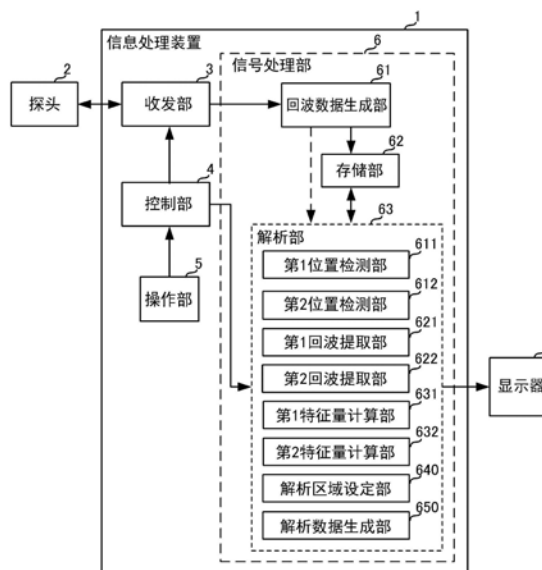 1
信息处理装置
6
2
3
信号处理部
61
探头
收发部
回波数据生成部
62
4
存储部
控制部
63
解析部
5
操作部
第1位置检测部
611
第2位置检测部
612
第1回波提取部
621
第2回波提取部
622
第1特征量计算部
631
第2特征量计算部
632
解析区域设定部
640
解析数据生成部
650
显示器